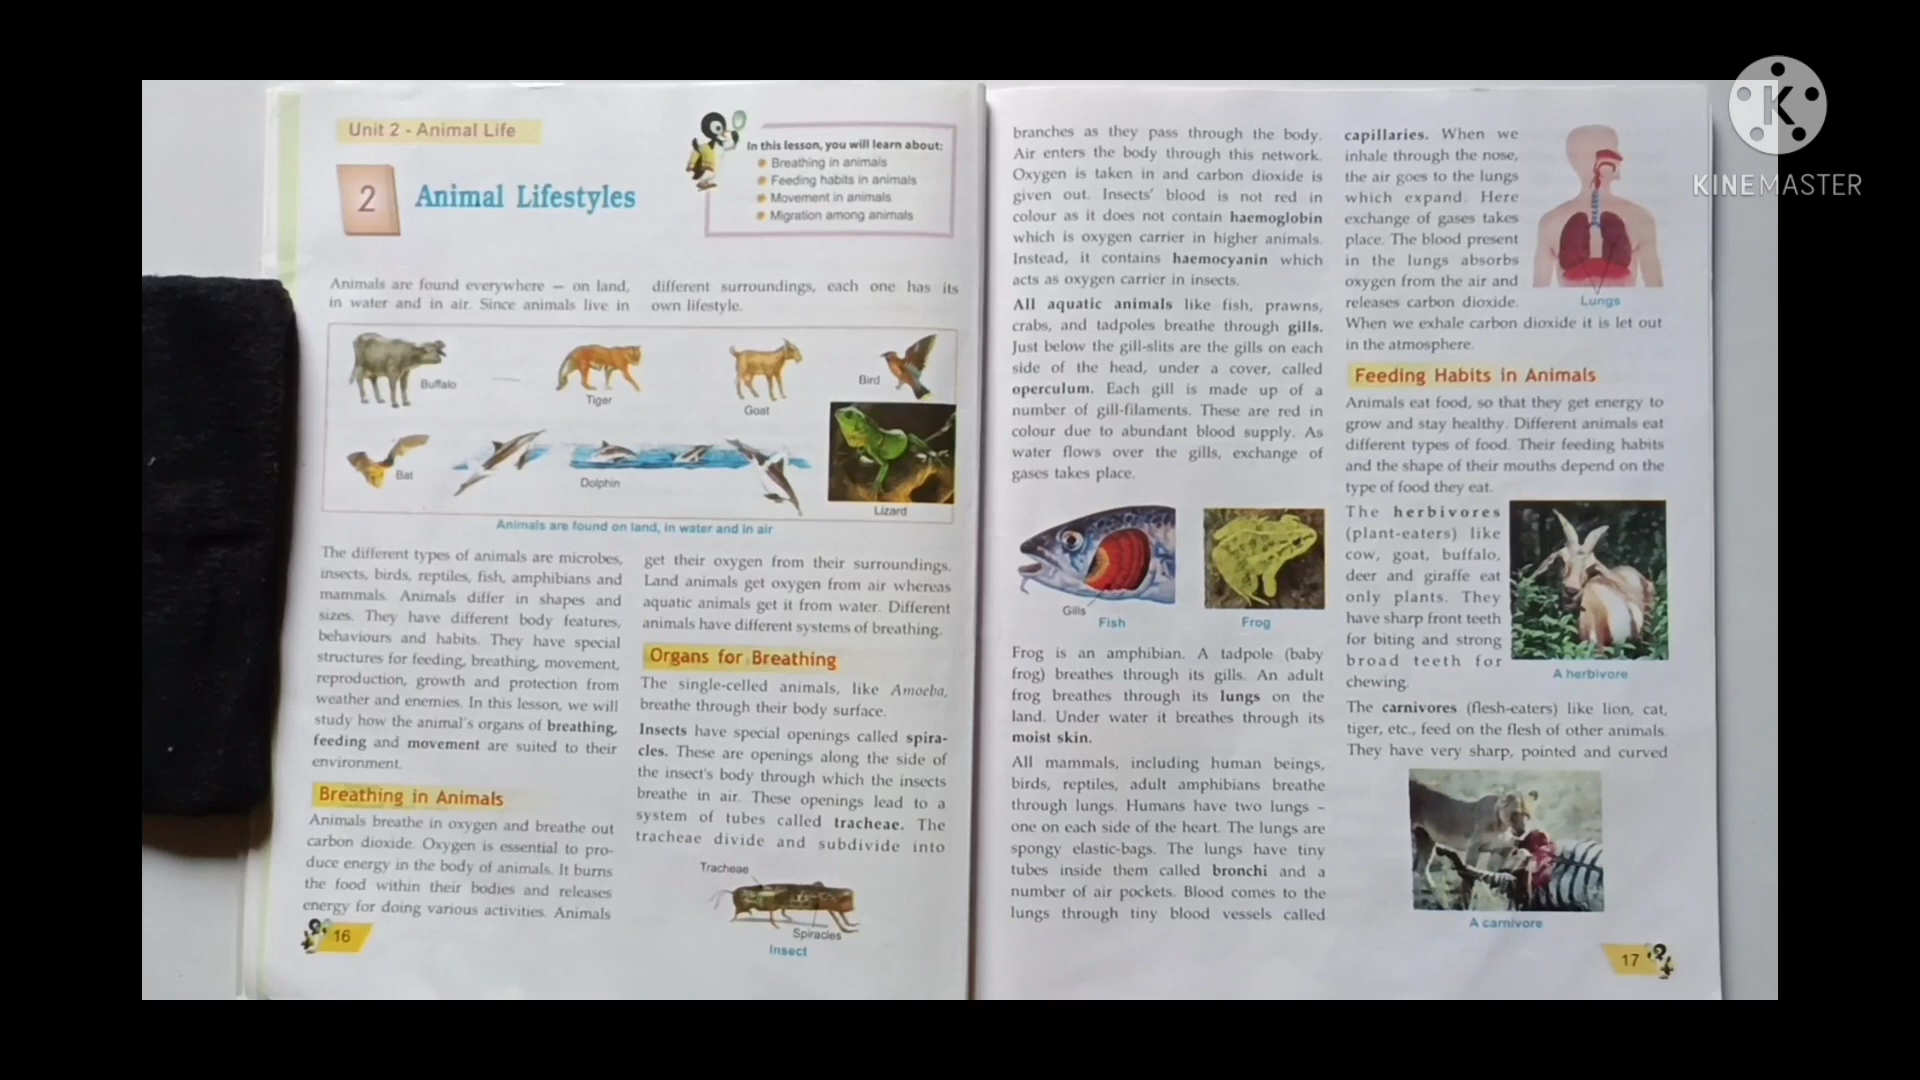 Unit 2 - Animal Life
2
Animal Lifestyles
In this lesson, you will learn about:
Breathing in animals
Feeding habits in animals
Movement in animals
Migration among animals
Animals are found everywhere – on land,
in water and in air. Since animals live in
different surroundings, each one has its
own lifestyle.
Buffalo
Tiger
Goat
Bird
Bat
Dolphin
Lizard
Animals are found on land, in water and in air
The different types of animals are microbes,
insects, birds, reptiles, fish, amphibians and
mammals. Animals differ in shapes and
sizes. They have different body features,
behaviours and habits. They have special
structures for feeding, breathing, movement,
reproduction, growth and protection from
weather and enemies. In this lesson, we will
study how the animal's organs of breathing,
feeding and movement are suited to their
environment.
Breathing in Animals
Animals breathe in oxygen and breathe out
carbon dioxide. Oxygen is essential to pro-
duce energy in the body of animals. It burns
the food within their bodies and releases
energy for doing various activities. Animals
16
get their oxygen from their surroundings.
Land animals get oxygen from air whereas
aquatic animals get it from water. Different
animals have different systems of breathing.
Organs for Breathing
The single-celled animals, like Amoeba,
breathe through their body surface.
Insects have special openings called spira-
cles. These are openings along the side of
the insect's body through which the insects
breathe in air. These openings lead to a
system of tubes called tracheae. The
tracheae divide and subdivide into
Tracheae
Spiracles
Insect
branches as they pass through the body.
Air enters the body through this network.
Oxygen is taken in and carbon dioxide is
given out. Insects' blood is not red in
colour as it does not contain haemoglobin
which is oxygen carrier in higher animals.
Instead, it contains haemocyanin which
acts as oxygen carrier in insects.
All aquatic animals like fish, prawns,
crabs, and tadpoles breathe through gills.
Just below the gill-slits are the gills on each
side of the head, under a cover, called
operculum. Each gill is made up of a
number of gill-filaments. These are red in
colour due to abundant blood supply. As
water flows over the gills, exchange of
gases takes place.
Gills
Fish
Frog
Frog is an amphibian. A tadpole (baby
frog) breathes through its gills. An adult
frog breathes through its lungs on the
land. Under water it breathes through its
moist skin.
All mammals, including human beings,
birds, reptiles, adult amphibians breathe
through lungs. Humans have two lungs –
one on each side of the heart. The lungs are
spongy elastic-bags. The lungs have tiny
tubes inside them called bronchi and a
number of air pockets. Blood comes to the
lungs through tiny blood vessels called
capillaries. When we
inhale through the nose,
the air goes to the lungs
which expand. Here
exchange of gases takes
place. The blood present
in the lungs absorbs
oxygen from the air and
releases carbon dioxide.
When we exhale carbon dioxide it is let out
in the atmosphere.
Lungs
Feeding Habits in Animals
Animals eat food, so that they get energy to
grow and stay healthy. Different animals eat
different types of food. Their feeding habits
and the shape of their mouths depend on the
type of food they eat.
The herbivores
(plant-eaters) like
cow, goat, buffalo,
deer and giraffe eat
only plants. They
have sharp front teeth
for biting and strong
broad teeth for
chewing.
A herbivore
The carnivores (flesh-eaters) like lion, cat,
tiger, etc., feed on the flesh of other animals.
They have very sharp, pointed and curved
A carnivore
17
K
KINEMASTER